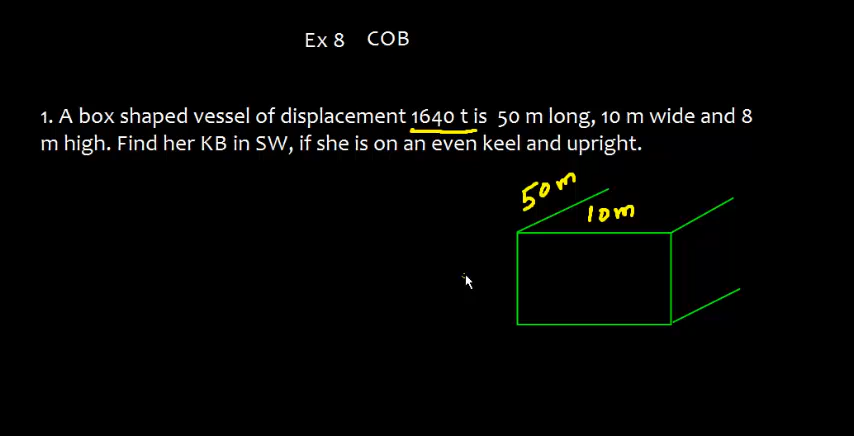 Ex 8 COB
1. A box shaped vessel of displacement 1640 t is 50 m long, 10 m wide and 8
m high. Find her KB in SW, if she is on an even keel and upright.
50m
10m